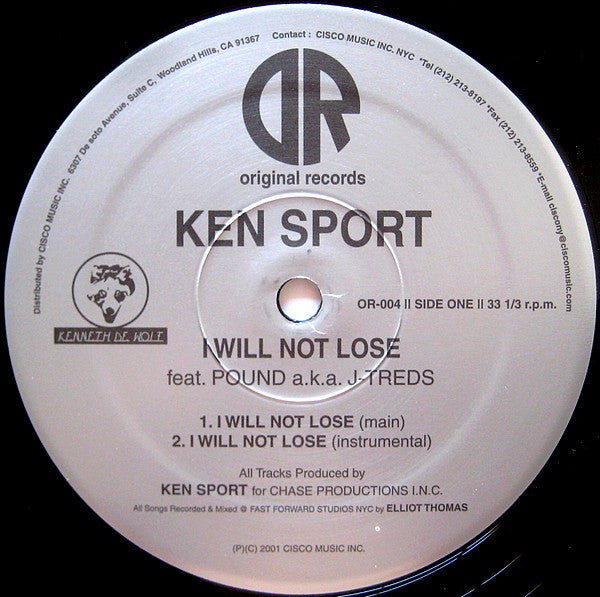 Distributed by CISCO MUSIC INC. 6307 De soto Avenue, Suite C, Woodland Hills, CA 91367 Contact : CISCO MUSIC INC. NYC *Tel (212) 213-8197 *Fax (212) 213-8559 *E-mail cisconyc@ciscomusic.com
OR
original records
KEN SPORT
KENNETH DE WOLF
OR-004 II SIDE ONE II 33 1/3 r.p.m.
I WILL NOT LOSE
feat. POUND a.k.a. J-TREDS
1. I WILL NOT LOSE (main)
2. I WILL NOT LOSE (instrumental)
All Tracks Produced by
KEN SPORT for CHASE PRODUCTIONS I.N.C.
All Songs Recorded & Mixed @ FAST FORWARD STUDIOS NYC by ELLIOT THOMAS
(P)(C) 2001 CISCO MUSIC INC.